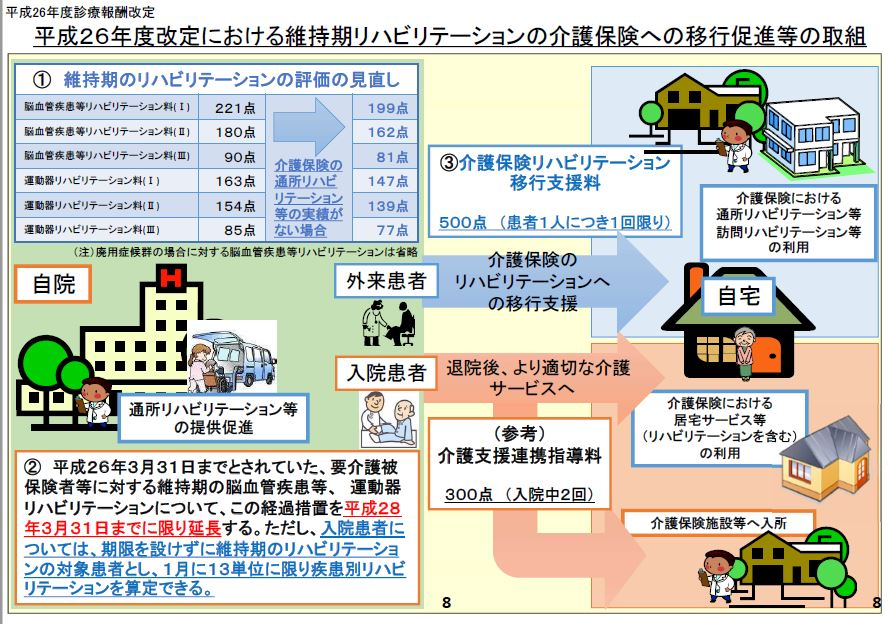 平成26年度診療報酬改定
平成26年度改定における維持期リハビリテーションの介護保険への移行促進等の取組
① 維持期のリハビリテーションの評価の見直し
脳血管疾患等リハビリテーション料(Ⅰ) 221点 199点
脳血管疾患等リハビリテーション料(Ⅱ) 180点 162点
脳血管疾患等リハビリテーション料(Ⅲ) 90点 81点
運動器リハビリテーション料(Ⅰ) 163点 147点
運動器リハビリテーション料(Ⅱ) 154点 139点
運動器リハビリテーション料(Ⅲ) 85点 77点
介護保険の
通所リハビ
リテーション
等の実績が
ない場合
(注)廃用症候群の場合に対する脳血管疾患等リハビリテーションは省略
自院
H
通所リハビリテーション等
の提供促進
② 平成26年3月31日までとされていた、要介護被
保険者等に対する維持期の脳血管疾患等、運動器
リハビリテーションについて、この経過措置を平成28
年3月31日までに限り延長する。ただし、入院患者に
ついては、期限を設けずに維持期のリハビリテーショ
ンの対象患者とし、1月に13単位に限り疾患別リハビ
リテーションを算定できる。
外来患者
入院患者
③介護保険リハビリテーション
移行支援料
500点 (患者1人につき1回限り)
介護保険の
リハビリテーションへ
の移行支援
退院後、より適切な介護
サービスへ
(参考)
介護支援連携指導料
300点 (入院中2回)
介護保険における
通所リハビリテーション等
訪問リハビリテーション等
の利用
自宅
介護保険における
居宅サービス等
(リハビリテーションを含む)
の利用
介護保険施設等へ入所
8
8